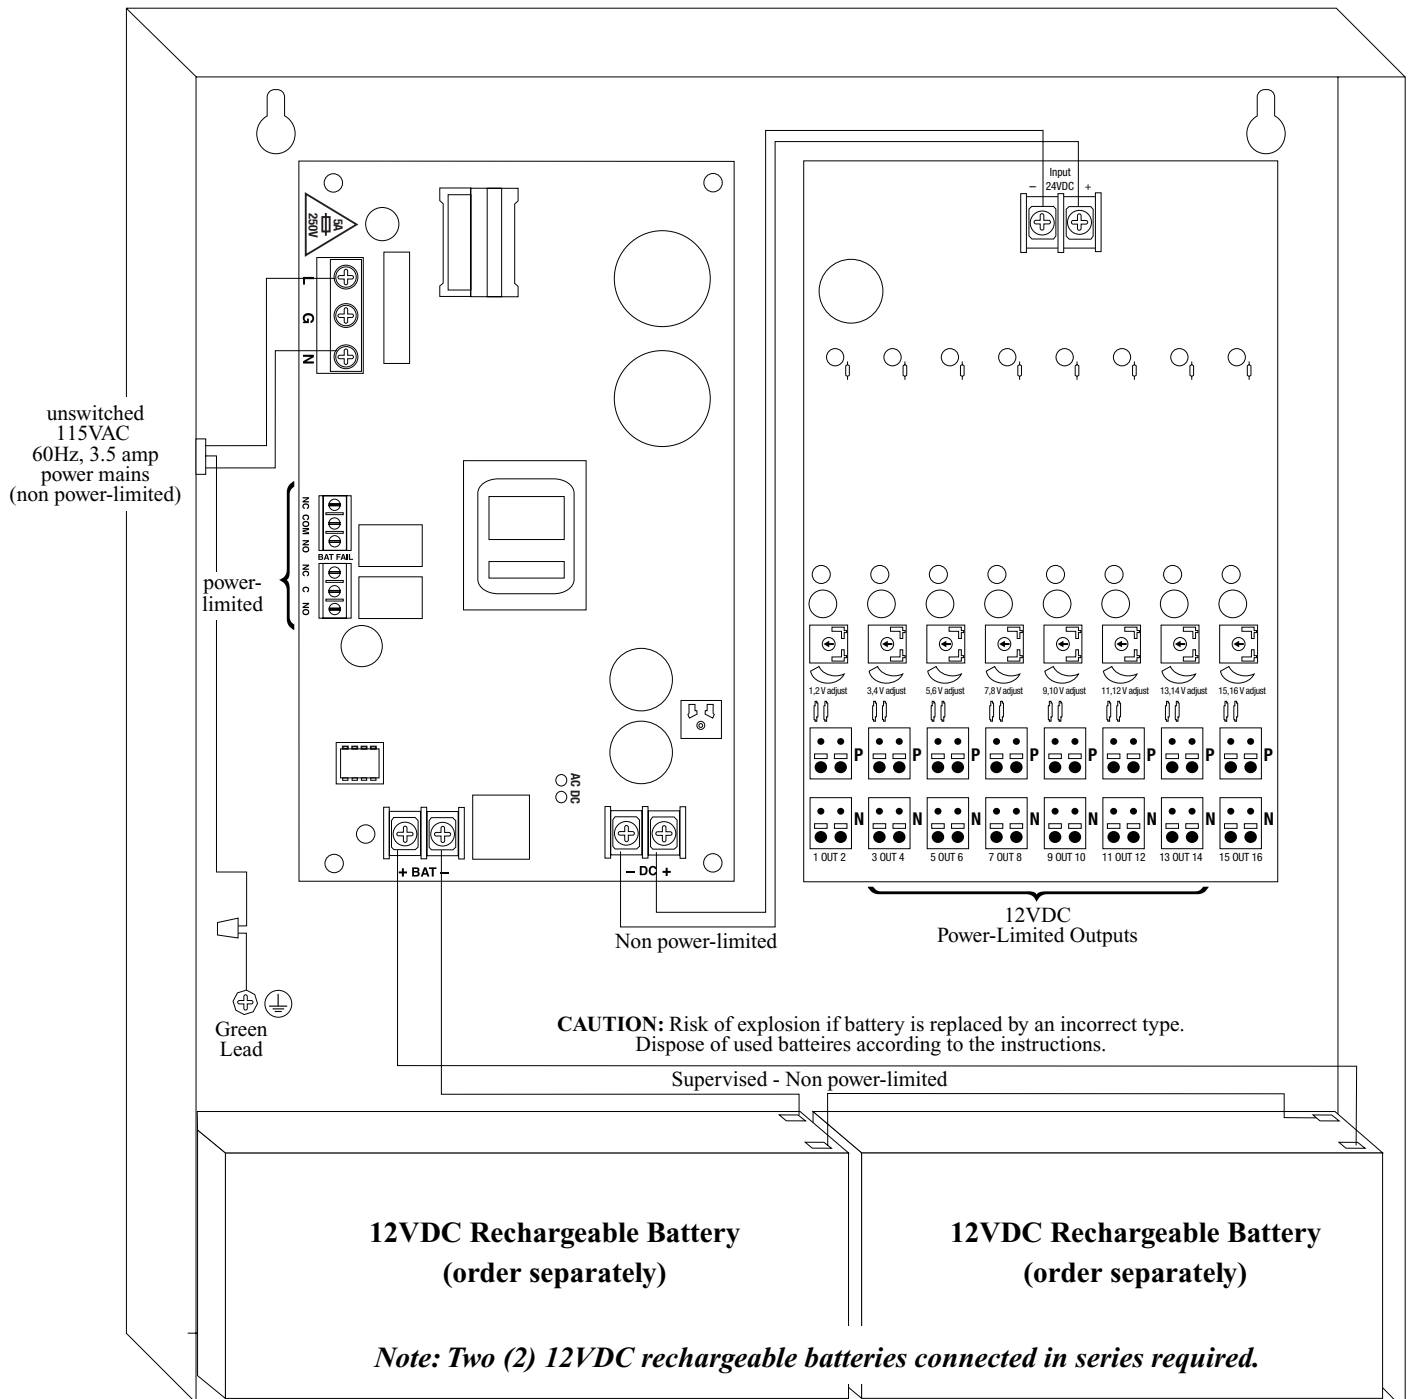 Input
– 24VDC +
5A
250V
L
G
N
unswitched
115VAC
60Hz, 3.5 amp
power mains
(non power-limited)
NC COM NO
BAT FAIL
NC C NO
power-
limited
1,2 V adjust 3,4 V adjust 5,6 V adjust 7,8 V adjust 9,10 V adjust 11,12 V adjust 13,14 V adjust 15,16 V adjust
P P P P P P P P
AC DC
N N N N N N N N
1 OUT 2 3 OUT 4 5 OUT 6 7 OUT 8 9 OUT 10 11 OUT 12 13 OUT 14 15 OUT 16
+ BAT –
– DC +
12VDC
Power-Limited Outputs
Non power-limited
Green
Lead
CAUTION: Risk of explosion if battery is replaced by an incorrect type.
Dispose of used batteires according to the instructions.
Supervised - Non power-limited
12VDC Rechargeable Battery
(order separately)
12VDC Rechargeable Battery
(order separately)
Note: Two (2) 12VDC rechargeable batteries connected in series required.